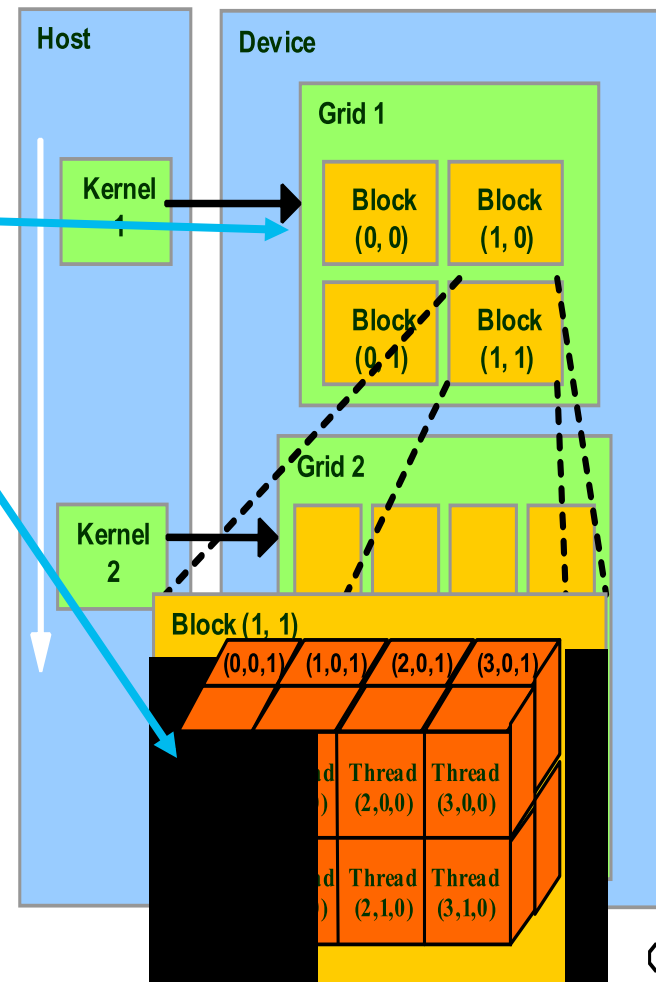 Host
Device
Grid 1
Kernel
1
Block
(0, 0)
Block
(1, 0)
Block
(0, 1)
Block
(1, 1)
Grid 2
Kernel
2
Block (1, 1)
(0,0,1) (1,0,1) (2,0,1) (3,0,1)
Thread
(2,0,0)
Thread
(3,0,0)
Thread
(2,1,0)
Thread
(3,1,0)